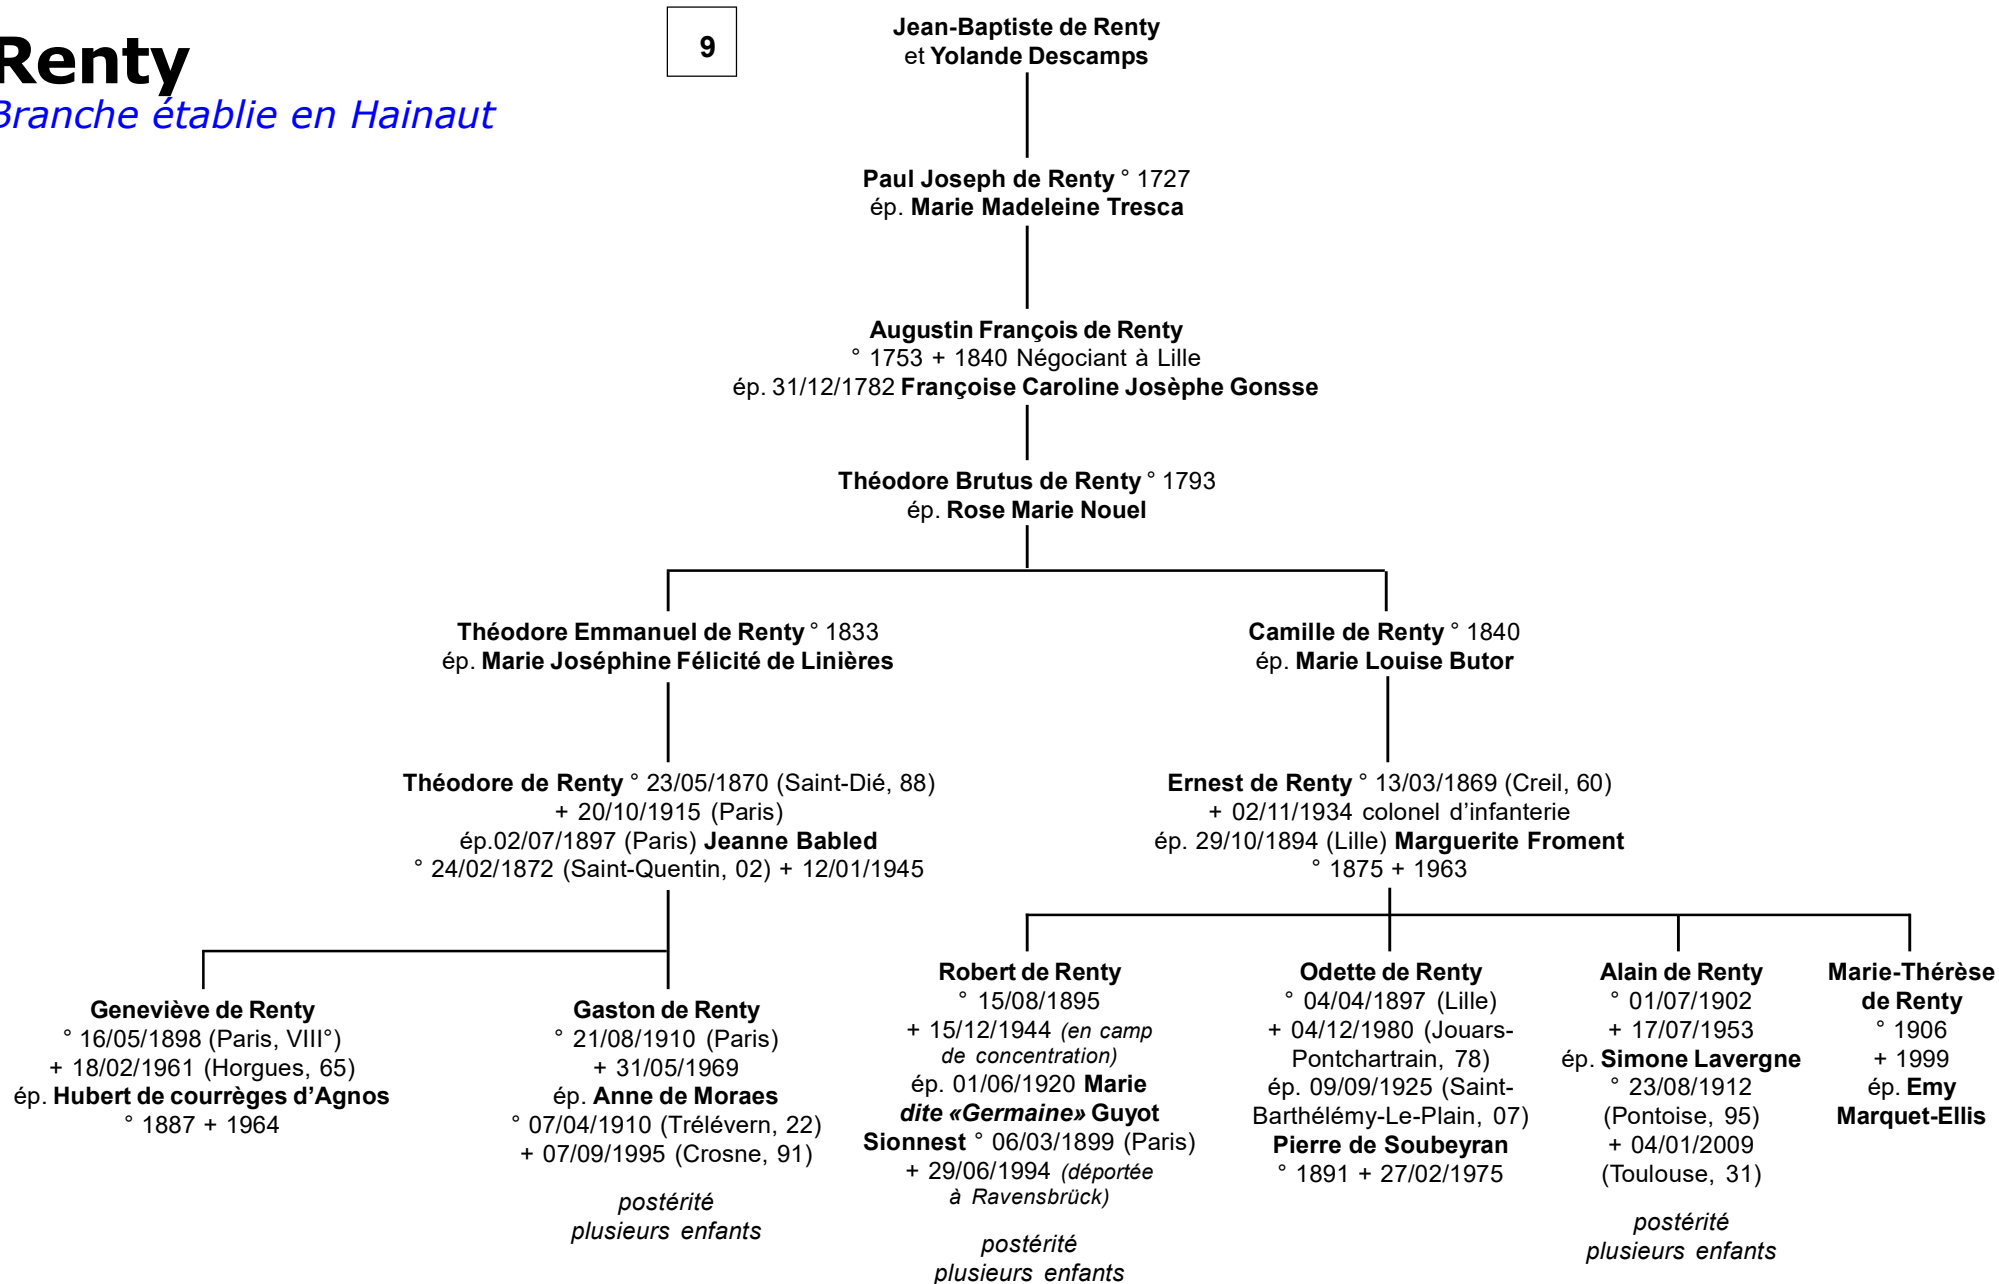 Renty
Branche établie en Hainaut
9
Jean-Baptiste de Renty
et Yolande Descamps
Paul Joseph de Renty ° 1727
ép. Marie Madeleine Tresca
Augustin François de Renty
° 1753 + 1840 Négociant à Lille
ép. 31/12/1782 Françoise Caroline Josèphe Gonsse
Théodore Brutus de Renty ° 1793
ép. Rose Marie Nouel
Théodore Emmanuel de Renty ° 1833
ép. Marie Joséphine Félicité de Linières
Camille de Renty ° 1840
ép. Marie Louise Butor
Théodore de Renty ° 23/05/1870 (Saint-Dié, 88)
+ 20/10/1915 (Paris)
ép.02/07/1897 (Paris) Jeanne Babled
° 24/02/1872 (Saint-Quentin, 02) + 12/01/1945
Ernest de Renty ° 13/03/1869 (Creil, 60)
+ 02/11/1934 colonel d’infanterie
ép. 29/10/1894 (Lille) Marguerite Froment
° 1875 + 1963
Geneviève de Renty
° 16/05/1898 (Paris, VIII°)
+ 18/02/1961 (Horgues, 65)
ép. Hubert de courrèges d’Agnos
° 1887 + 1964
Gaston de Renty
° 21/08/1910 (Paris)
+ 31/05/1969
ép. Anne de Moraes
° 07/04/1910 (Trélévern, 22)
+ 07/09/1995 (Crosne, 91)
postérité
plusieurs enfants
Robert de Renty
° 15/08/1895
+ 15/12/1944 (en camp
de concentration)
ép. 01/06/1920 Marie
dite «Germaine» Guyot
Sionnest ° 06/03/1899 (Paris)
+ 29/06/1994 (déportée
à Ravensbrück)
postérité
plusieurs enfants
Odette de Renty
° 04/04/1897 (Lille)
+ 04/12/1980 (Jouars-
Pontchartrain, 78)
ép. 09/09/1925 (Saint-
Barthélémy-Le-Plain, 07)
Pierre de Soubeyran
° 1891 + 27/02/1975
Alain de Renty
° 01/07/1902
+ 17/07/1953
ép. Simone Lavergne
° 23/08/1912
(Pontoise, 95)
+ 04/01/2009
(Toulouse, 31)
postérité
plusieurs enfants
Marie-Thérèse
de Renty
° 1906
+ 1999
ép. Emy
Marquet-Ellis